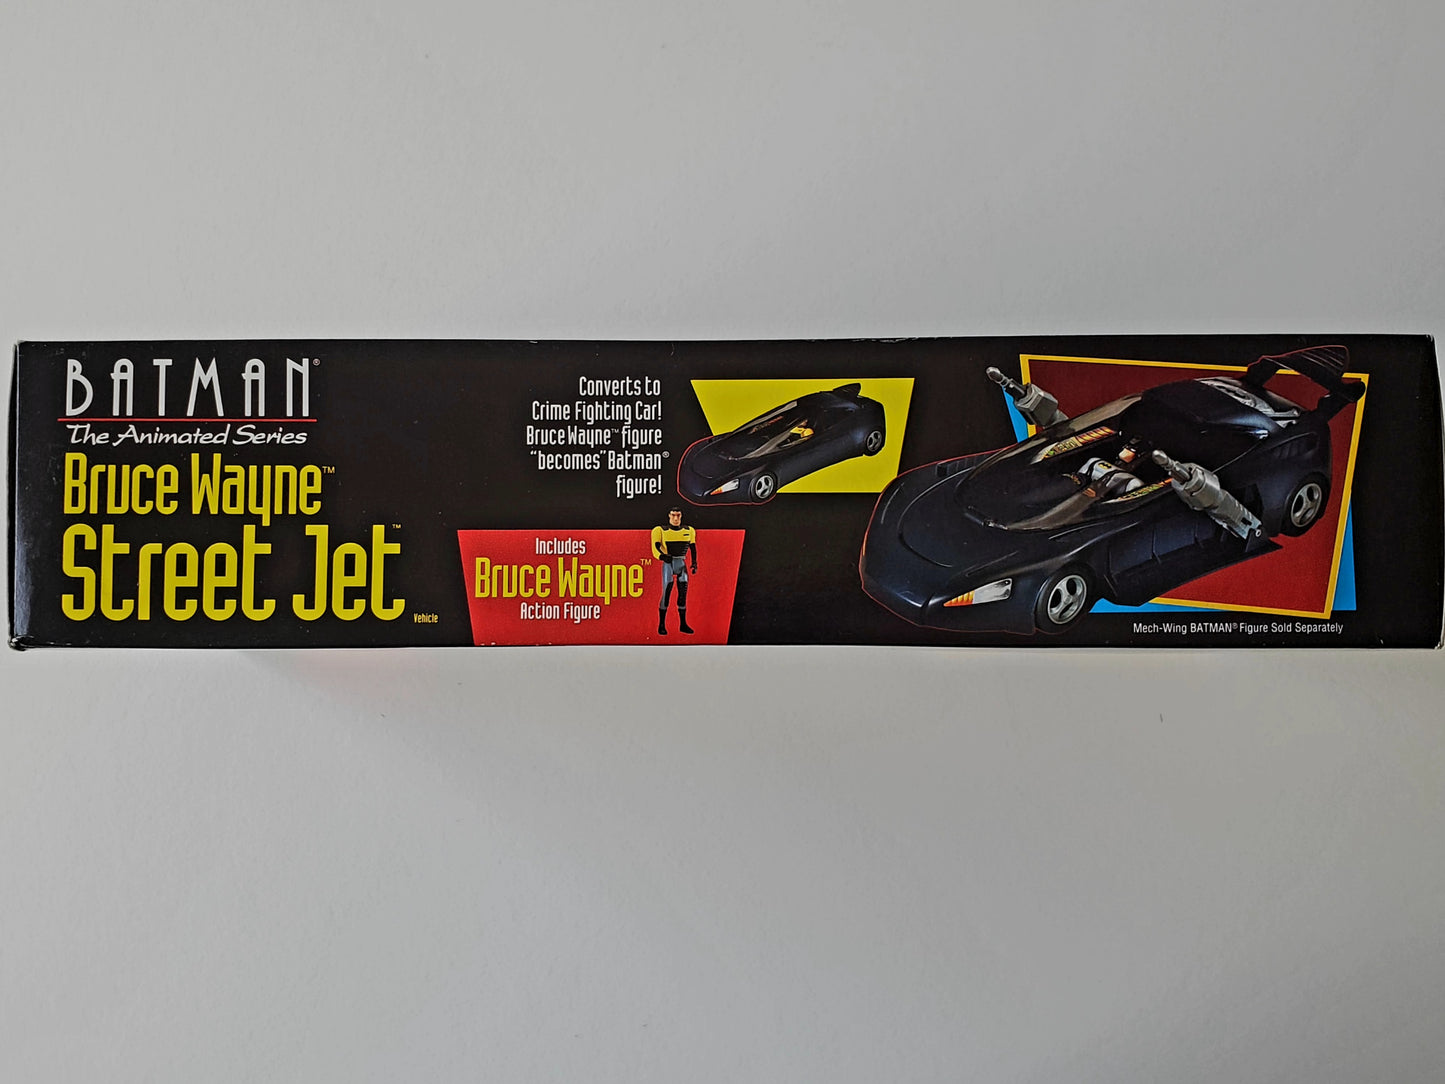 BATMAN®
The Animated Series
Bruce Wayne™
Street Jet™
Vehicle
Converts to
Crime Fighting Car!
Bruce Wayne™ figure
"becomes" Batman®
figure!
Includes
Bruce Wayne™
Action Figure
Mech-Wing BATMAN® Figure Sold Separately